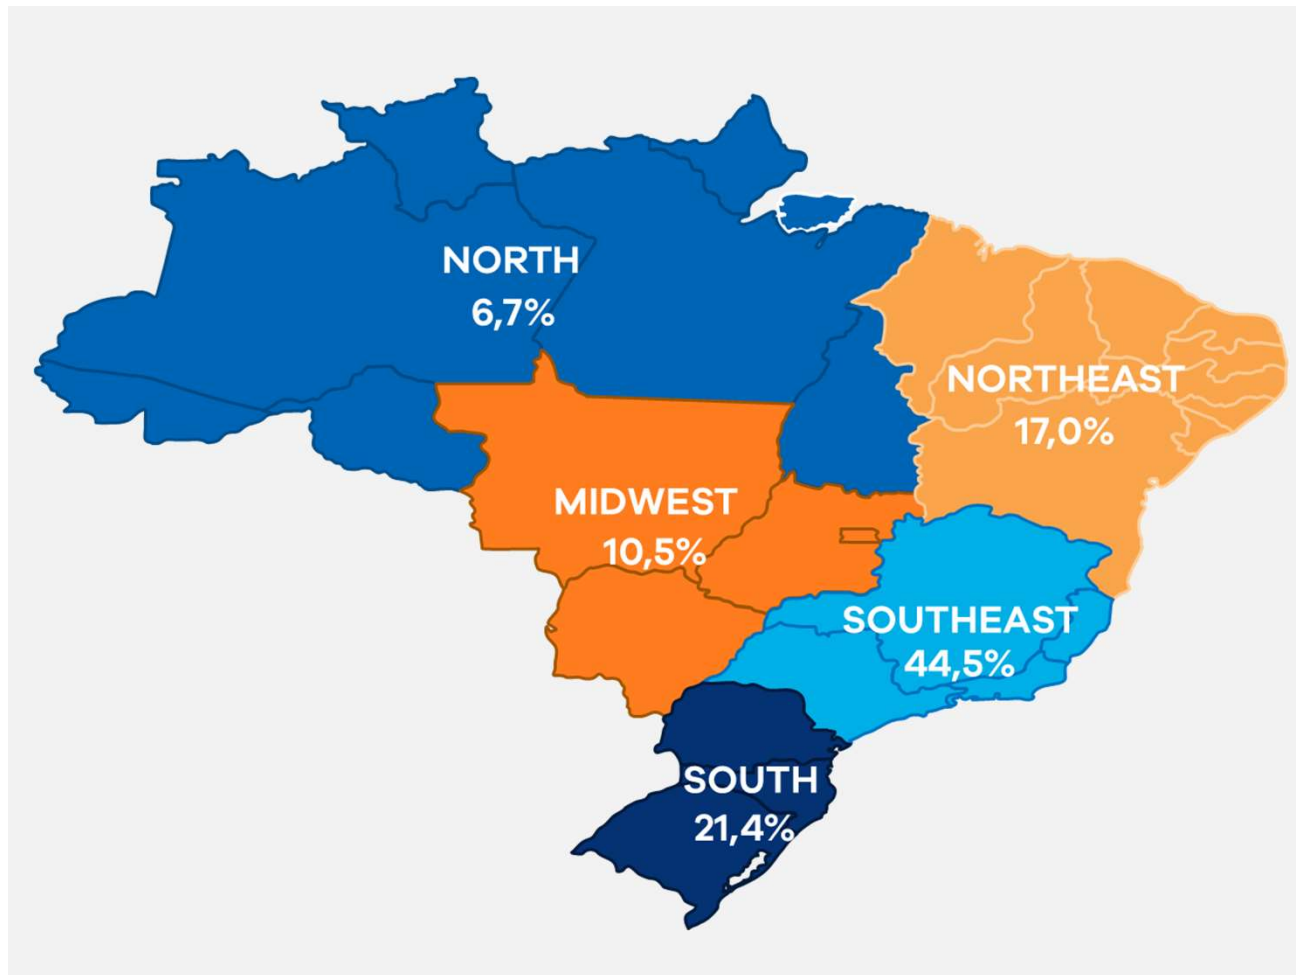 NORTH
6,7%
NORTHEAST
17,0%
MIDWEST
10,5%
SOUTHEAST
44,5%
SOUTH
21,4%